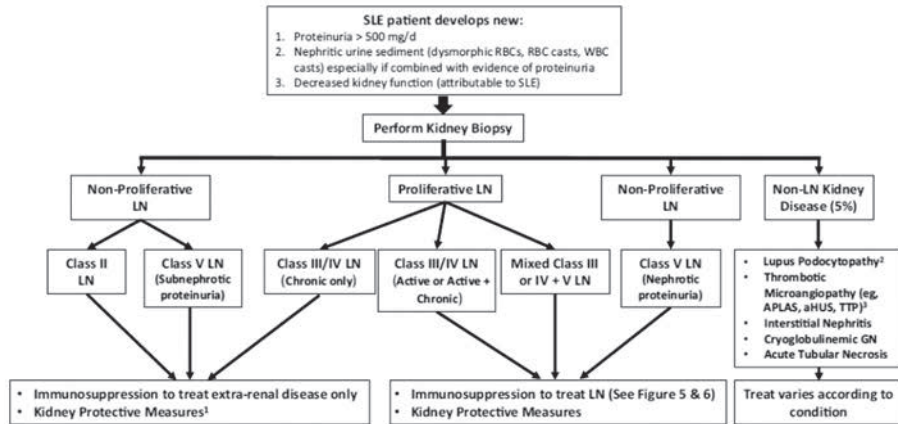 SLE patient develops new:
1. Proteinuria > 500 mg/d
2. Nephritic urine sediment (dysmorphic RBCs, RBC casts, WBC
casts) especially if combined with evidence of proteinuria
3. Decreased kidney function (attributable to SLE)
Perform Kidney Biopsy
Non-Proliferative
LN
Proliferative LN
Non-Proliferative
LN
Non-LN Kidney
Disease (5%)
Class II
LN
Class V LN
(Subnephrotic
proteinuria)
Class III/IV LN
(Chronic only)
Class III/IV LN
(Active or Active +
Chronic)
Mixed Class III
or IV + V LN
Class V LN
(Nephrotic
proteinuria)
• Lupus Podocytopathy²
• Thrombotic
Microangiopathy (eg,
APLAS, aHUS, TTP)³
• Interstitial Nephritis
• Cryoglobulinemic GN
• Acute Tubular Necrosis
• Immunosuppression to treat extra-renal disease only
• Kidney Protective Measures¹
• Immunosuppression to treat LN (See Figure 5 & 6)
• Kidney Protective Measures
Treat varies according to
condition